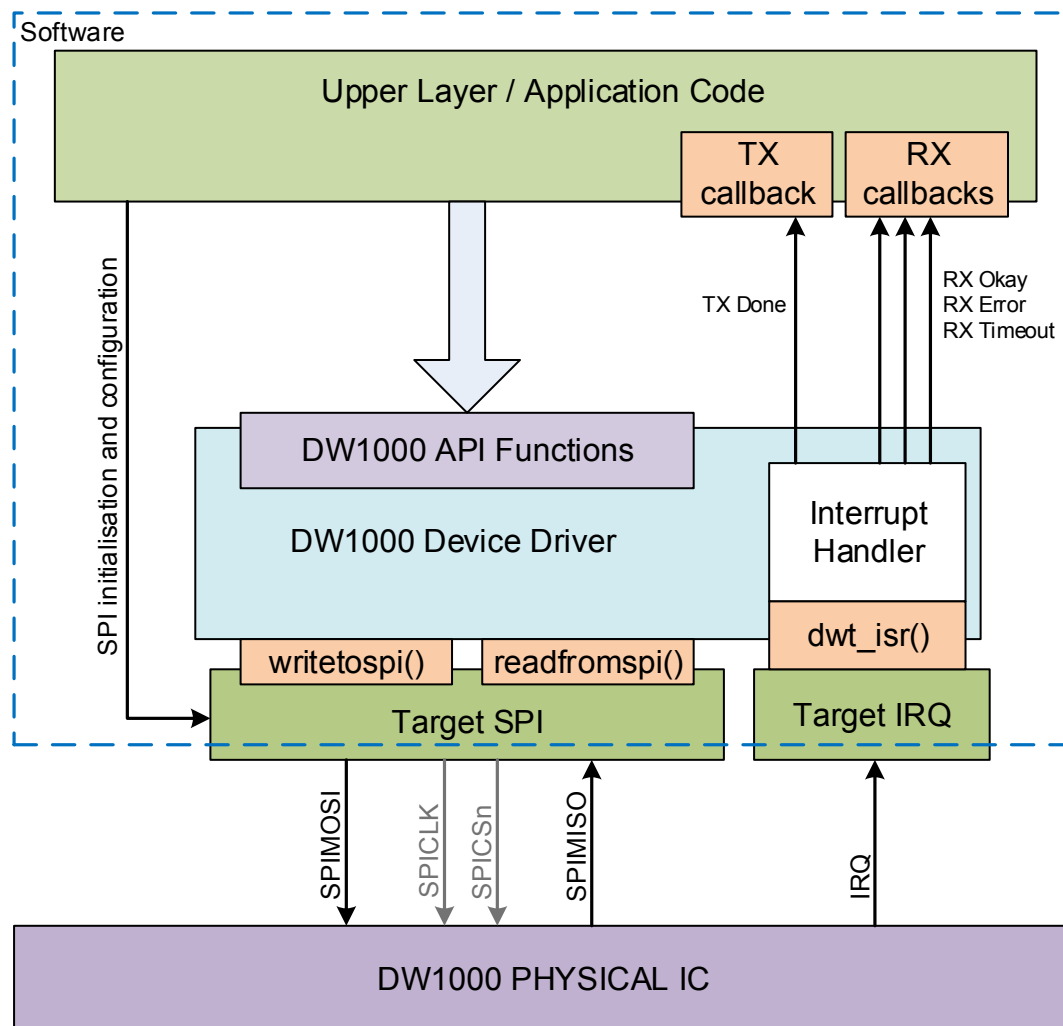 Software
Upper Layer / Application Code
TX
callback
RX
callbacks
SPI initialisation and configuration
TX Done
RX Okay
RX Error
RX Timeout
DW1000 API Functions
DW1000 Device Driver
Interrupt
Handler
writetospi()
readfromspi()
dwt_isr()
Target SPI
Target IRQ
SPIMOSI
SPICLK
SPICSn
SPIMISO
IRQ
DW1000 PHYSICAL IC